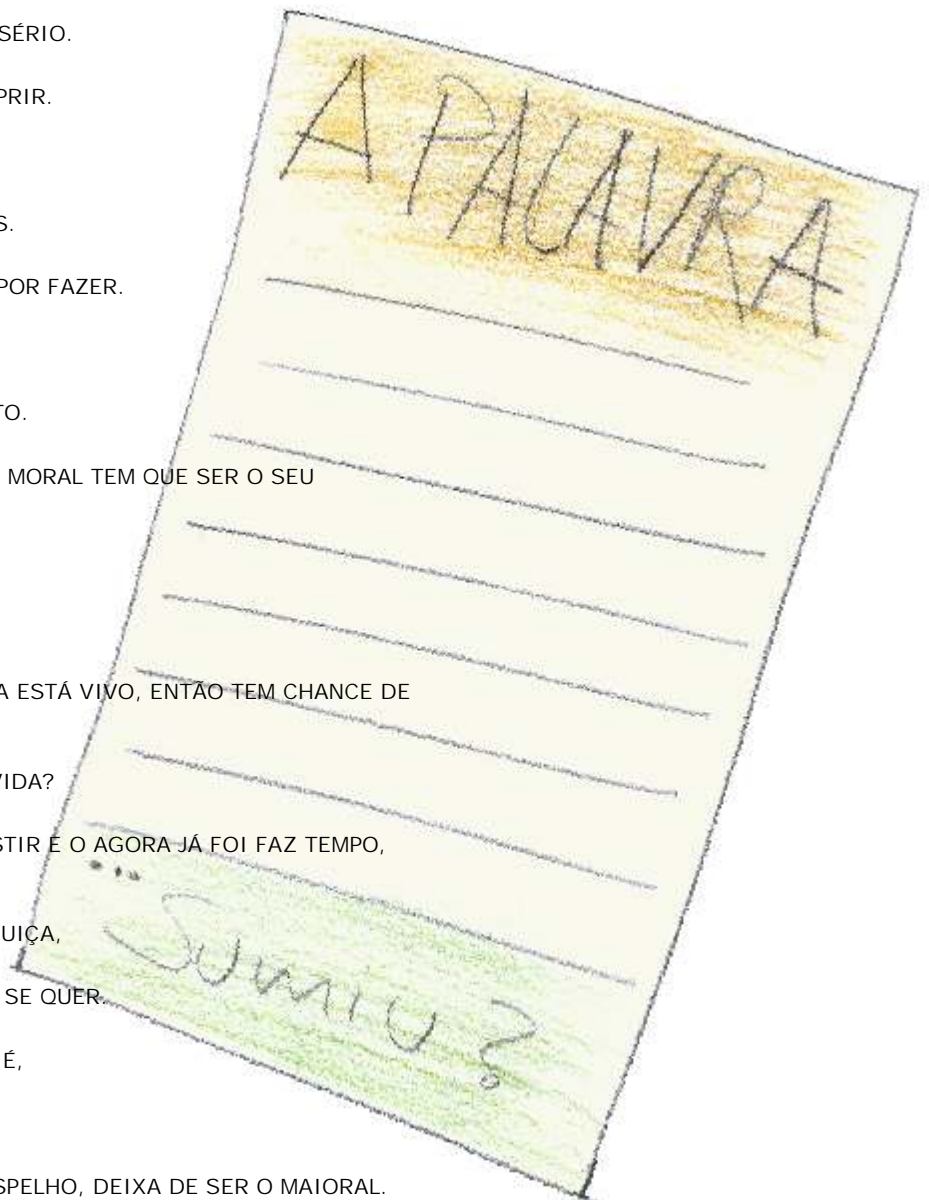 SÉRIO.
PRIR.
A PALAVRA
S.
POR FAZER.
TO.
MORAL TEM QUE SER O SEU
A ESTÁ VIVO, ENTÃO TEM CHANCE DE
VIDA?
STIR E O AGORA JÁ FOI FAZ TEMPO,
...
UIÇA,
Sumiu?
SE QUER.
É,
SPELHO, DEIXA DE SER O MAIORAL.